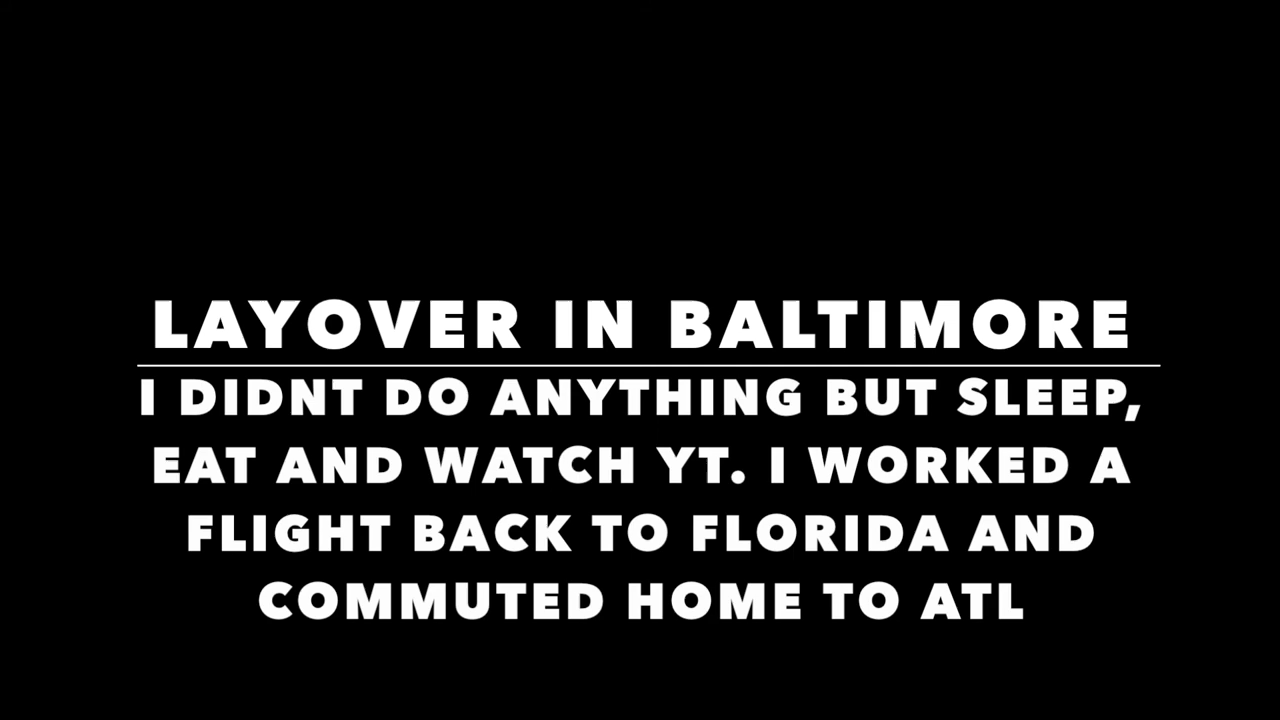 LAYOVER IN BALTIMORE
I DIDNT DO ANYTHING BUT SLEEP,
EAT AND WATCH YT. I WORKED A
FLIGHT BACK TO FLORIDA AND
COMMUTED HOME TO ATL